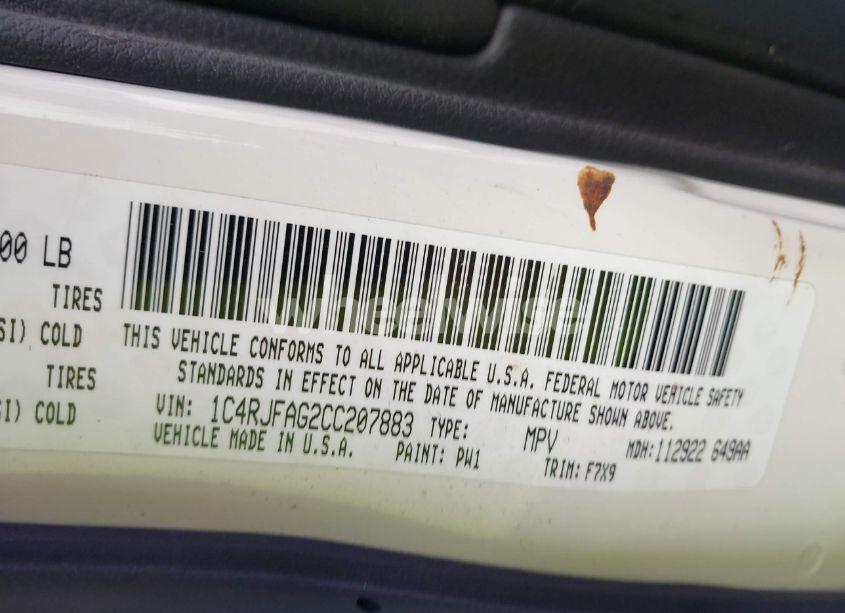 00 LB
TIRES
SI) COLD
TIRES
SI) COLD
wheelwise
THIS VEHICLE CONFORMS TO ALL APPLICABLE U.S.A. FEDERAL MOTOR VEHICLE SAFETY
STANDARDS IN EFFECT ON THE DATE OF MANUFACTURE SHOWN ABOVE.
VIN: 1C4RJFAG2CC207883 TYPE: MPV MDH: 112922 649AA
VEHICLE MADE IN U.S.A. PAINT: PW1 TRIM: F7X9